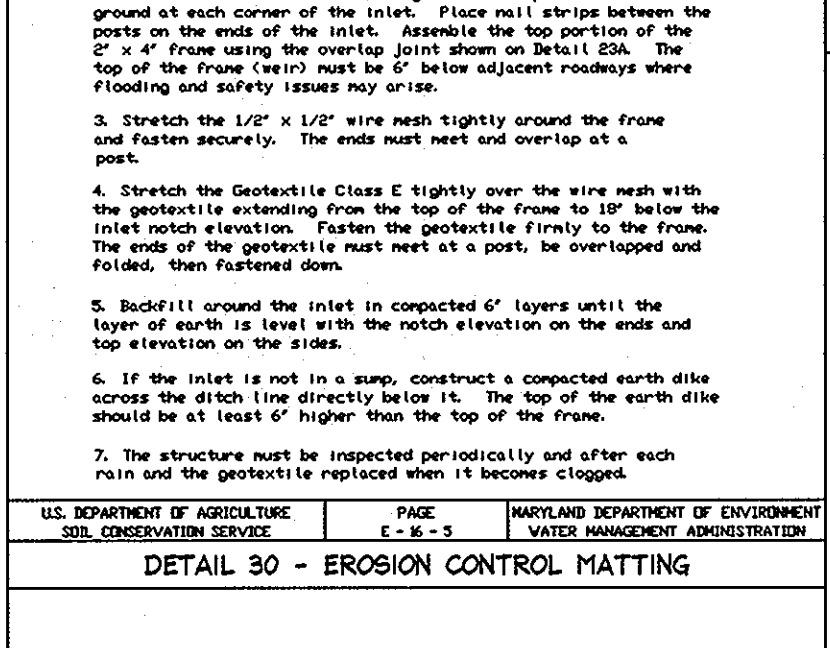 ground at each corner of the inlet. Place nail strips between the
posts on the ends of the inlet. Assemble the top portion of the
2" x 4" frame using the overlap joint shown on Detail 23A. The
top of the frame (weir) must be 6" below adjacent roadways where
flooding and safety issues may arise.
3. Stretch the 1/2" x 1/2" wire mesh tightly around the frame
and fasten securely. The ends must meet and overlap at a
post.
4. Stretch the Geotextile Class E tightly over the wire mesh with
the geotextile extending from the top of the frame to 18" below the
inlet notch elevation. Fasten the geotextile firmly to the frame.
The ends of the geotextile must meet at a post, be overlapped and
folded, then fastened down.
5. Backfill around the inlet in compacted 6" layers until the
layer of earth is level with the notch elevation on the ends and
top elevation on the sides.
6. If the inlet is not in a sump, construct a compacted earth dike
across the ditch line directly below it. The top of the earth dike
should be at least 6" higher than the top of the frame.
7. The structure must be inspected periodically and after each
rain and the geotextile replaced when it becomes clogged.
U.S. DEPARTMENT OF AGRICULTURE
SOIL CONSERVATION SERVICE
PAGE
E - 16 - 5
MARYLAND DEPARTMENT OF ENVIRONMENT
WATER MANAGEMENT ADMINISTRATION
DETAIL 30 - EROSION CONTROL MATTING